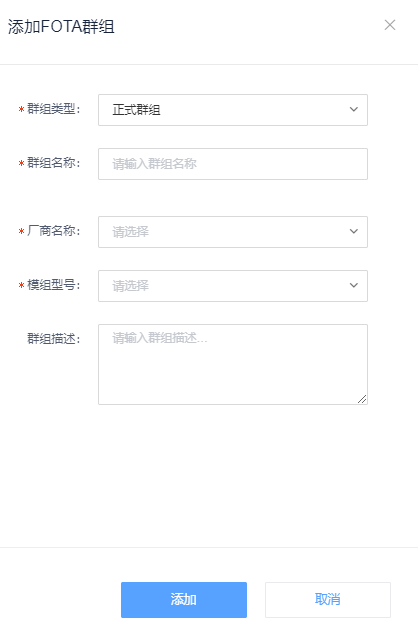 添加FOTA群组
* 群组类型： 正式群组
* 群组名称： 请输入群组名称
* 厂商名称： 请选择
* 模组型号： 请选择
群组描述： 请输入群组描述...
添加 取消